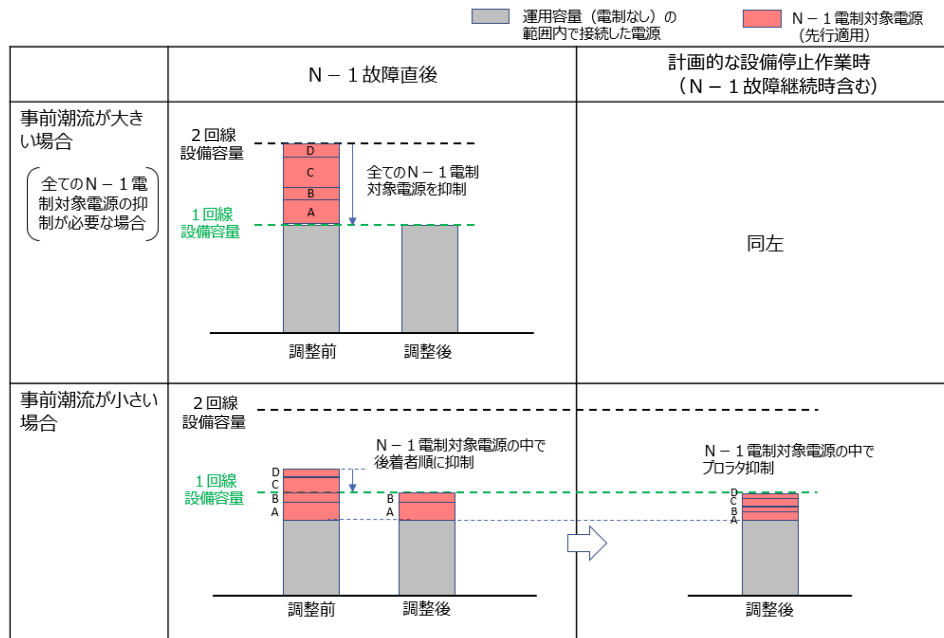 運用容量（電制なし）の
範囲内で接続した電源
Ｎ－１電制対象電源
（先行適用）
Ｎ－１故障直後
計画的な設備停止作業時
（Ｎ－１故障継続時含む）
事前潮流が大き
い場合
全てのＮ－１電
制対象電源の抑
制が必要な場合
２回線
設備容量
D
C
B
A
全てのＮ－１電制
対象電源を抑制
１回線
設備容量
調整前
調整後
同左
事前潮流が小さい
場合
２回線
設備容量
Ｎ－１電制対象電源の中で
後着者順に抑制
１回線
設備容量
D
C
B
A
B
A
調整前
調整後
Ｎ－１電制対象電源の中で
プロラタ抑制
D
C
B
A
調整後